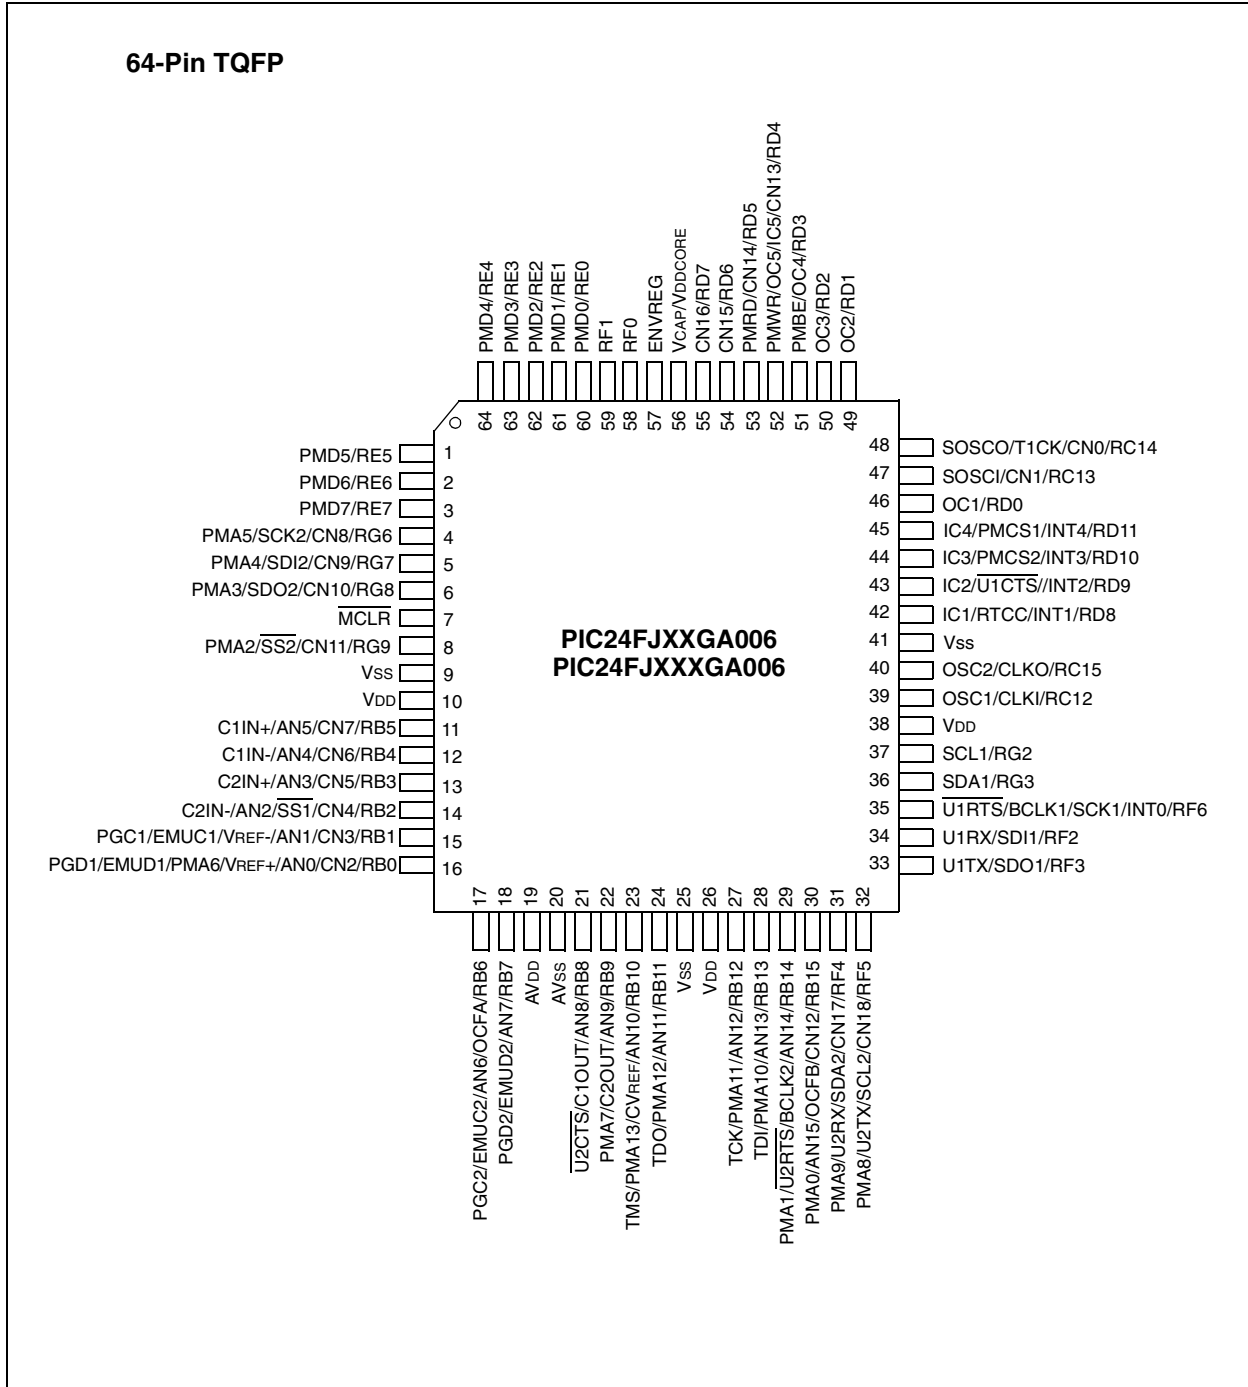 64-Pin TQFP
PMD4/RE4
PMD3/RE3
PMD2/RE2
PMD1/RE1
PMD0/RE0
RF1
RF0
ENVREG
VCAP/VDDCORE
CN16/RD7
CN15/RD6
PMRD/CN14/RD5
PMWR/OC5/IC5/CN13/RD4
PMBE/OC4/RD3
OC3/RD2
OC2/RD1
64 63 62 61 60 59 58 57 56 55 54 53 52 51 50 49
PMD5/RE5 1
PMD6/RE6 2
PMD7/RE7 3
PMA5/SCK2/CN8/RG6 4
PMA4/SDI2/CN9/RG7 5
PMA3/SDO2/CN10/RG8 6
MCLR 7
PMA2/SS2/CN11/RG9 8
VSS 9
VDD 10
C1IN+/AN5/CN7/RB5 11
C1IN-/AN4/CN6/RB4 12
C2IN+/AN3/CN5/RB3 13
C2IN-/AN2/SS1/CN4/RB2 14
PGC1/EMUC1/VREF-/AN1/CN3/RB1 15
PGD1/EMUD1/PMA6/VREF+/AN0/CN2/RB0 16
PIC24FJXXGA006
PIC24FJXXXGA006
48 SOSCO/T1CK/CN0/RC14
47 SOSCI/CN1/RC13
46 OC1/RD0
45 IC4/PMCS1/INT4/RD11
44 IC3/PMCS2/INT3/RD10
43 IC2/U1CTS//INT2/RD9
42 IC1/RTCC/INT1/RD8
41 Vss
40 OSC2/CLKO/RC15
39 OSC1/CLKI/RC12
38 VDD
37 SCL1/RG2
36 SDA1/RG3
35 U1RTS/BCLK1/SCK1/INT0/RF6
34 U1RX/SDI1/RF2
33 U1TX/SDO1/RF3
17 18 19 20 21 22 23 24 25 26 27 28 29 30 31 32
PGC2/EMUC2/AN6/OCFA/RB6
PGD2/EMUD2/AN7/RB7
AVDD
AVSS
U2CTS/C1OUT/AN8/RB8
PMA7/C2OUT/AN9/RB9
TMS/PMA13/CVREF/AN10/RB10
TDO/PMA12/AN11/RB11
VSS
VDD
TCK/PMA11/AN12/RB12
TDI/PMA10/AN13/RB13
PMA1/U2RTS/BCLK2/AN14/RB14
PMA0/AN15/OCFB/CN12/RB15
PMA9/U2RX/SDA2/CN17/RF4
PMA8/U2TX/SCL2/CN18/RF5